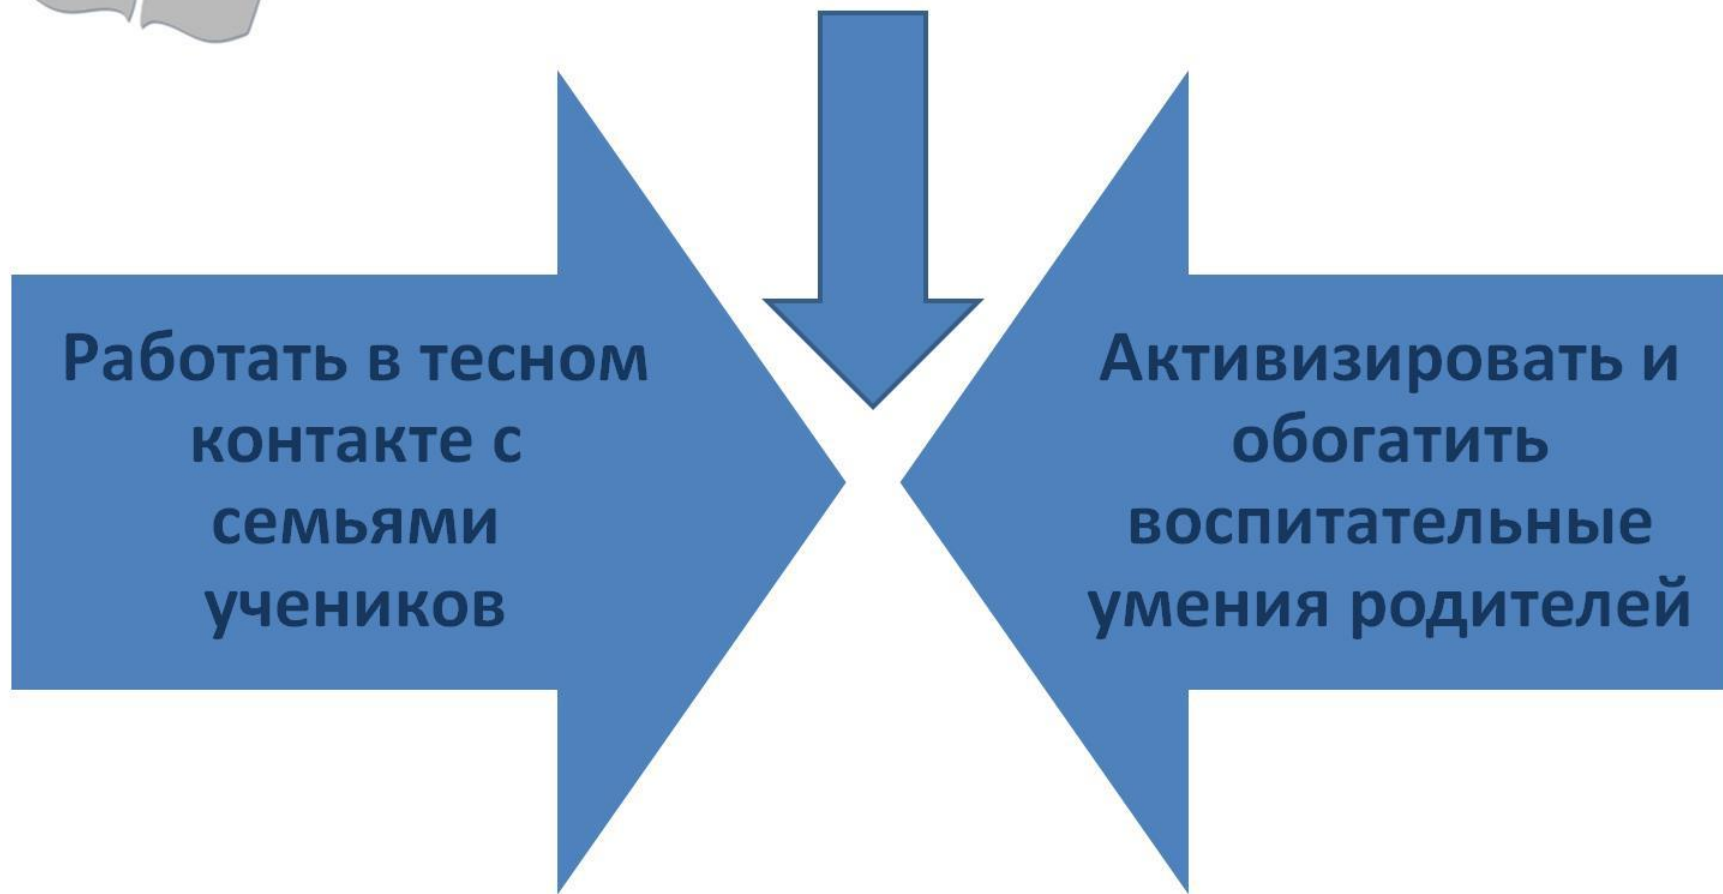 Работать в тесном
контакте с
семьями
учеников
Активизировать и
обогатить
воспитательные
умения родителей